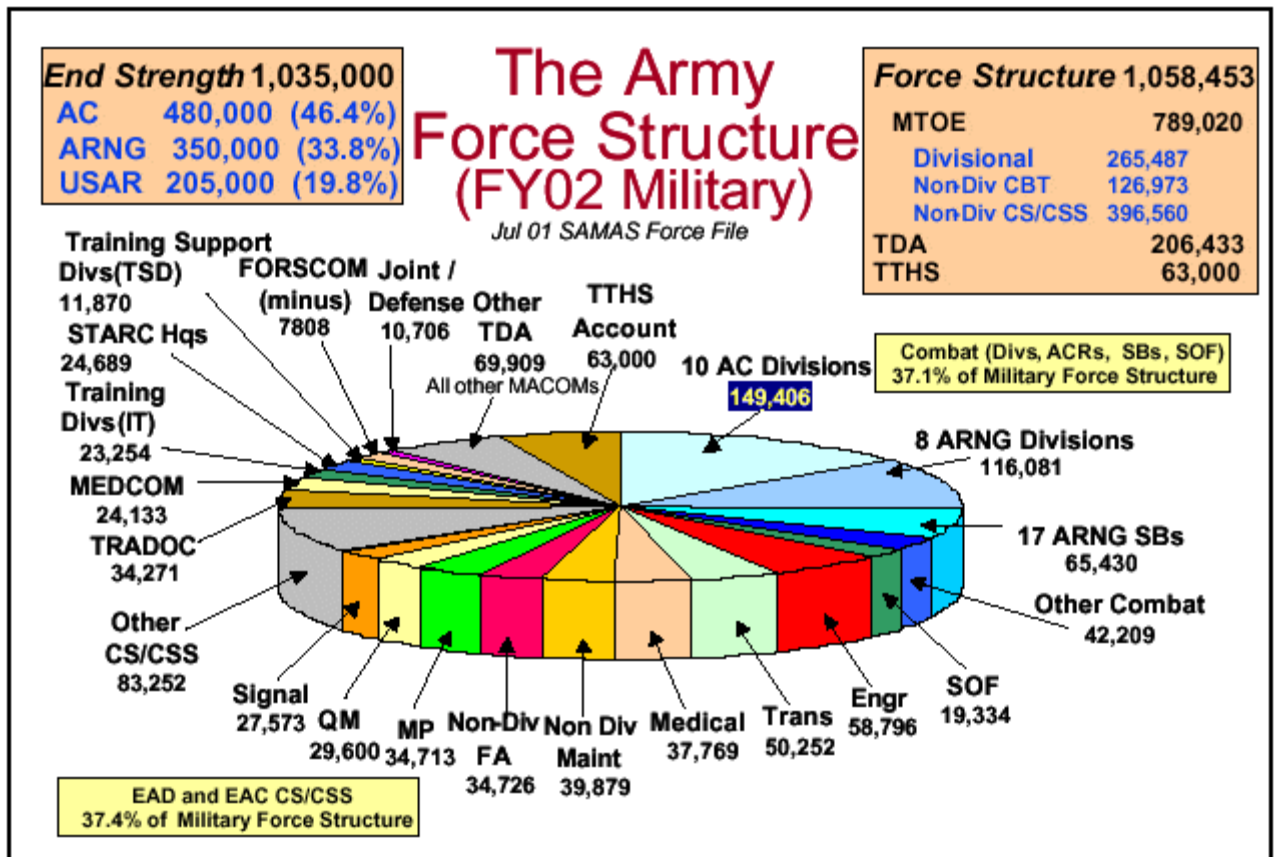 End Strength 1,035,000
AC 480,000 (46.4%)
ARNG 350,000 (33.8%)
USAR 205,000 (19.8%)
The Army
Force Structure
(FY02 Military)
Jul 01 SAMAS Force File
Force Structure 1,058,453
MTOE 789,020
Divisional 265,487
Non-Div CBT 126,973
Non-Div CS/CSS 396,560
TDA 206,433
TTHS 63,000
Combat (Divs, ACRs, SBs, SOF)
37.1% of Military Force Structure
Training Support
Divs(TSD)
11,870
STARC Hqs
24,689
Training
Divs(IT)
23,254
MEDCOM
24,133
TRADOC
34,271
Other
CS/CSS
83,252
FORSCOM
(minus)
7808
Joint /
Defense
10,706
Other
TDA
69,909
All other MACOMs
TTHS
Account
63,000
10 AC Divisions
149,406
8 ARNG Divisions
116,081
17 ARNG SBs
65,430
Other Combat
42,209
SOF
19,334
Engr
58,796
Trans
50,252
Medical
37,769
Non Div
Maint
39,879
Non-Div
FA
34,726
MP
34,713
QM
29,600
Signal
27,573
EAD and EAC CS/CSS
37.4% of Military Force Structure